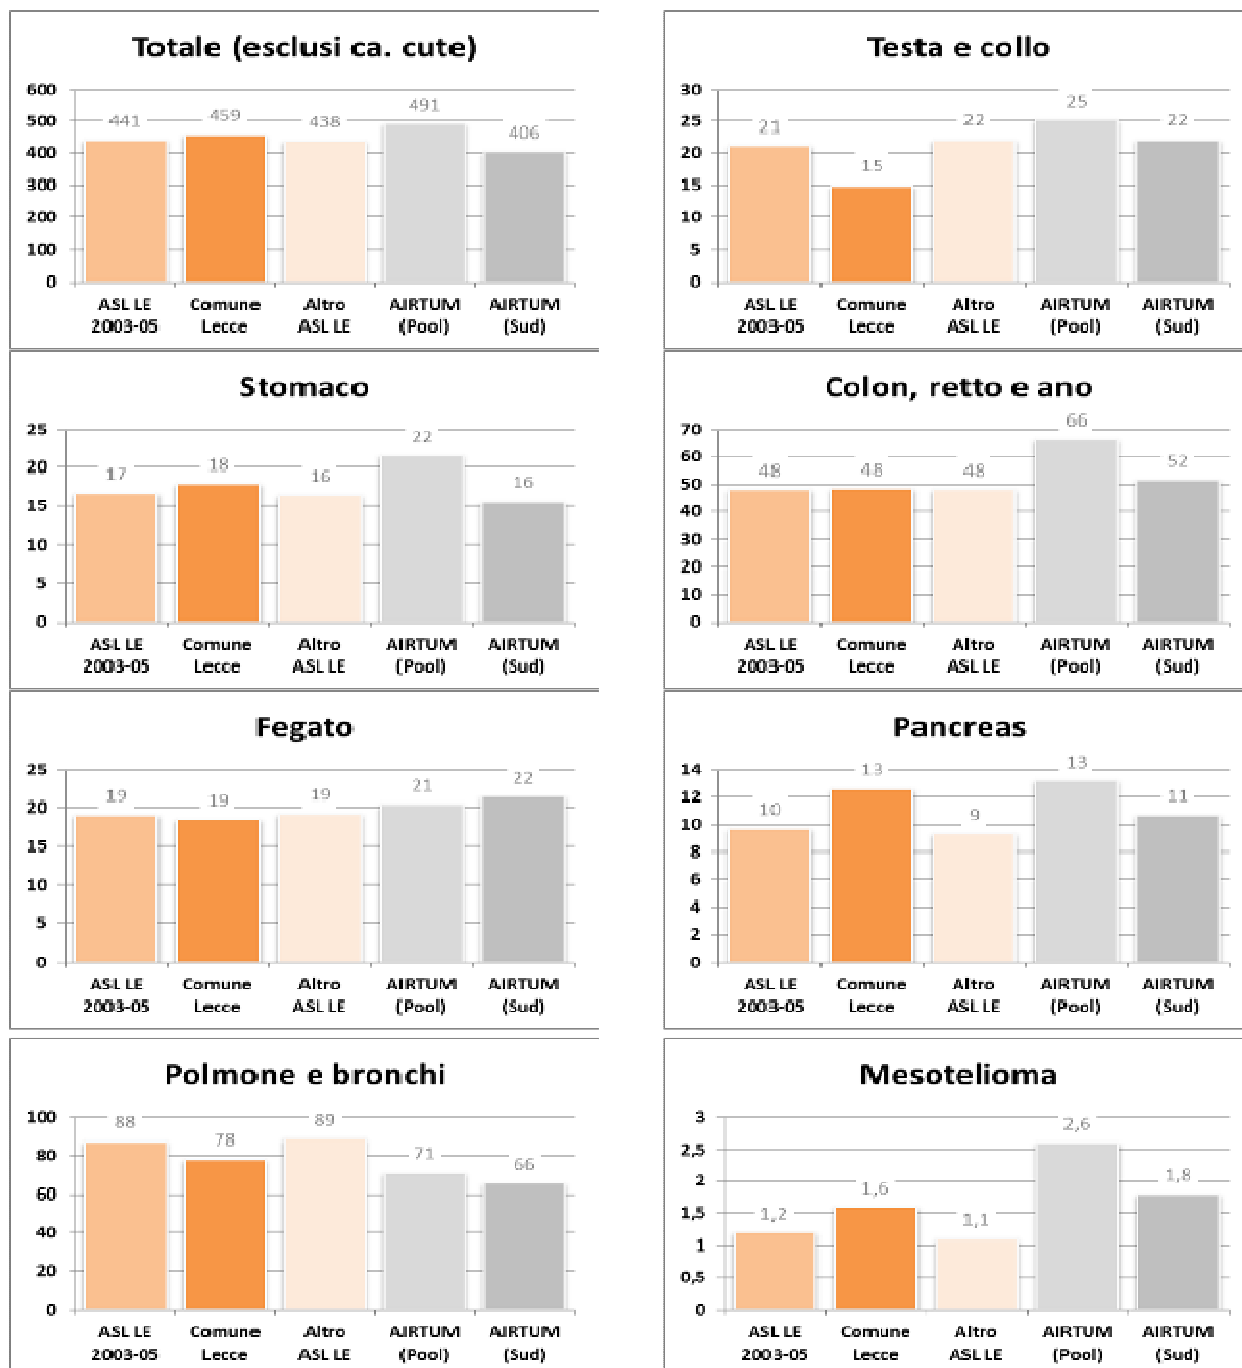 Totale (esclusi ca. cute)
600
500
400
300
200
100
0
441
459
438
491
406
ASL LE
2003-05
Comune
Lecce
Altro
ASL LE
AIRTUM
(Pool)
AIRTUM
(Sud)
Testa e collo
30
25
20
15
10
5
0
21
15
22
25
22
ASL LE
2003-05
Comune
Lecce
Altro
ASL LE
AIRTUM
(Pool)
AIRTUM
(Sud)
Stomaco
25
20
15
10
5
0
17
18
16
22
16
ASL LE
2003-05
Comune
Lecce
Altro
ASL LE
AIRTUM
(Pool)
AIRTUM
(Sud)
Colon, retto e ano
70
60
50
40
30
20
10
0
48
48
48
66
52
ASL LE
2003-05
Comune
Lecce
Altro
ASL LE
AIRTUM
(Pool)
AIRTUM
(Sud)
Fegato
25
20
15
10
5
0
19
19
19
21
22
ASL LE
2003-05
Comune
Lecce
Altro
ASL LE
AIRTUM
(Pool)
AIRTUM
(Sud)
Pancreas
14
12
10
8
6
4
2
0
10
13
9
13
11
ASL LE
2003-05
Comune
Lecce
Altro
ASL LE
AIRTUM
(Pool)
AIRTUM
(Sud)
Polmone e bronchi
100
80
60
40
20
0
88
78
89
71
66
ASL LE
2003-05
Comune
Lecce
Altro
ASL LE
AIRTUM
(Pool)
AIRTUM
(Sud)
Mesotelioma
3
2,5
2
1,5
1
0,5
0
1,2
1,6
1,1
2,6
1,8
ASL LE
2003-05
Comune
Lecce
Altro
ASL LE
AIRTUM
(Pool)
AIRTUM
(Sud)